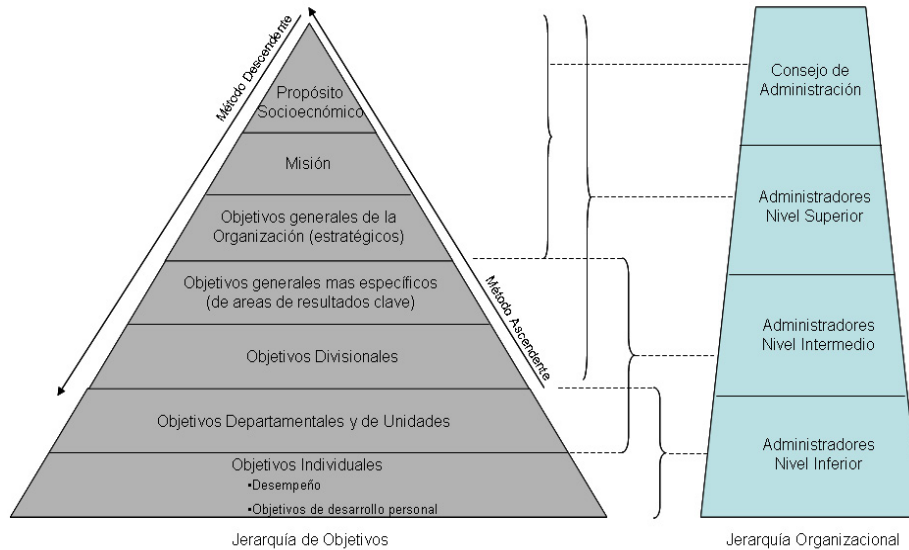 Método Descendente
Propósito
Socioecnómico
Misión
Objetivos generales de la
Organización (estratégicos)
Objetivos generales mas específicos
(de areas de resultados clave)
Objetivos Divisionales
Objetivos Departamentales y de Unidades
Objetivos Individuales
•Desempeño
•Objetivos de desarrollo personal
Método Ascendente
Jerarquía de Objetivos
Consejo de
Administración
Administradores
Nivel Superior
Administradores
Nivel Intermedio
Administradores
Nivel Inferior
Jerarquía Organizacional